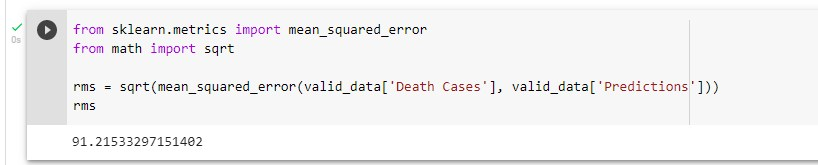 0s
from sklearn.metrics import mean_squared_error
from math import sqrt
rms = sqrt(mean_squared_error(valid_data['Death Cases'], valid_data['Predictions']))
rms
91.21533297151402